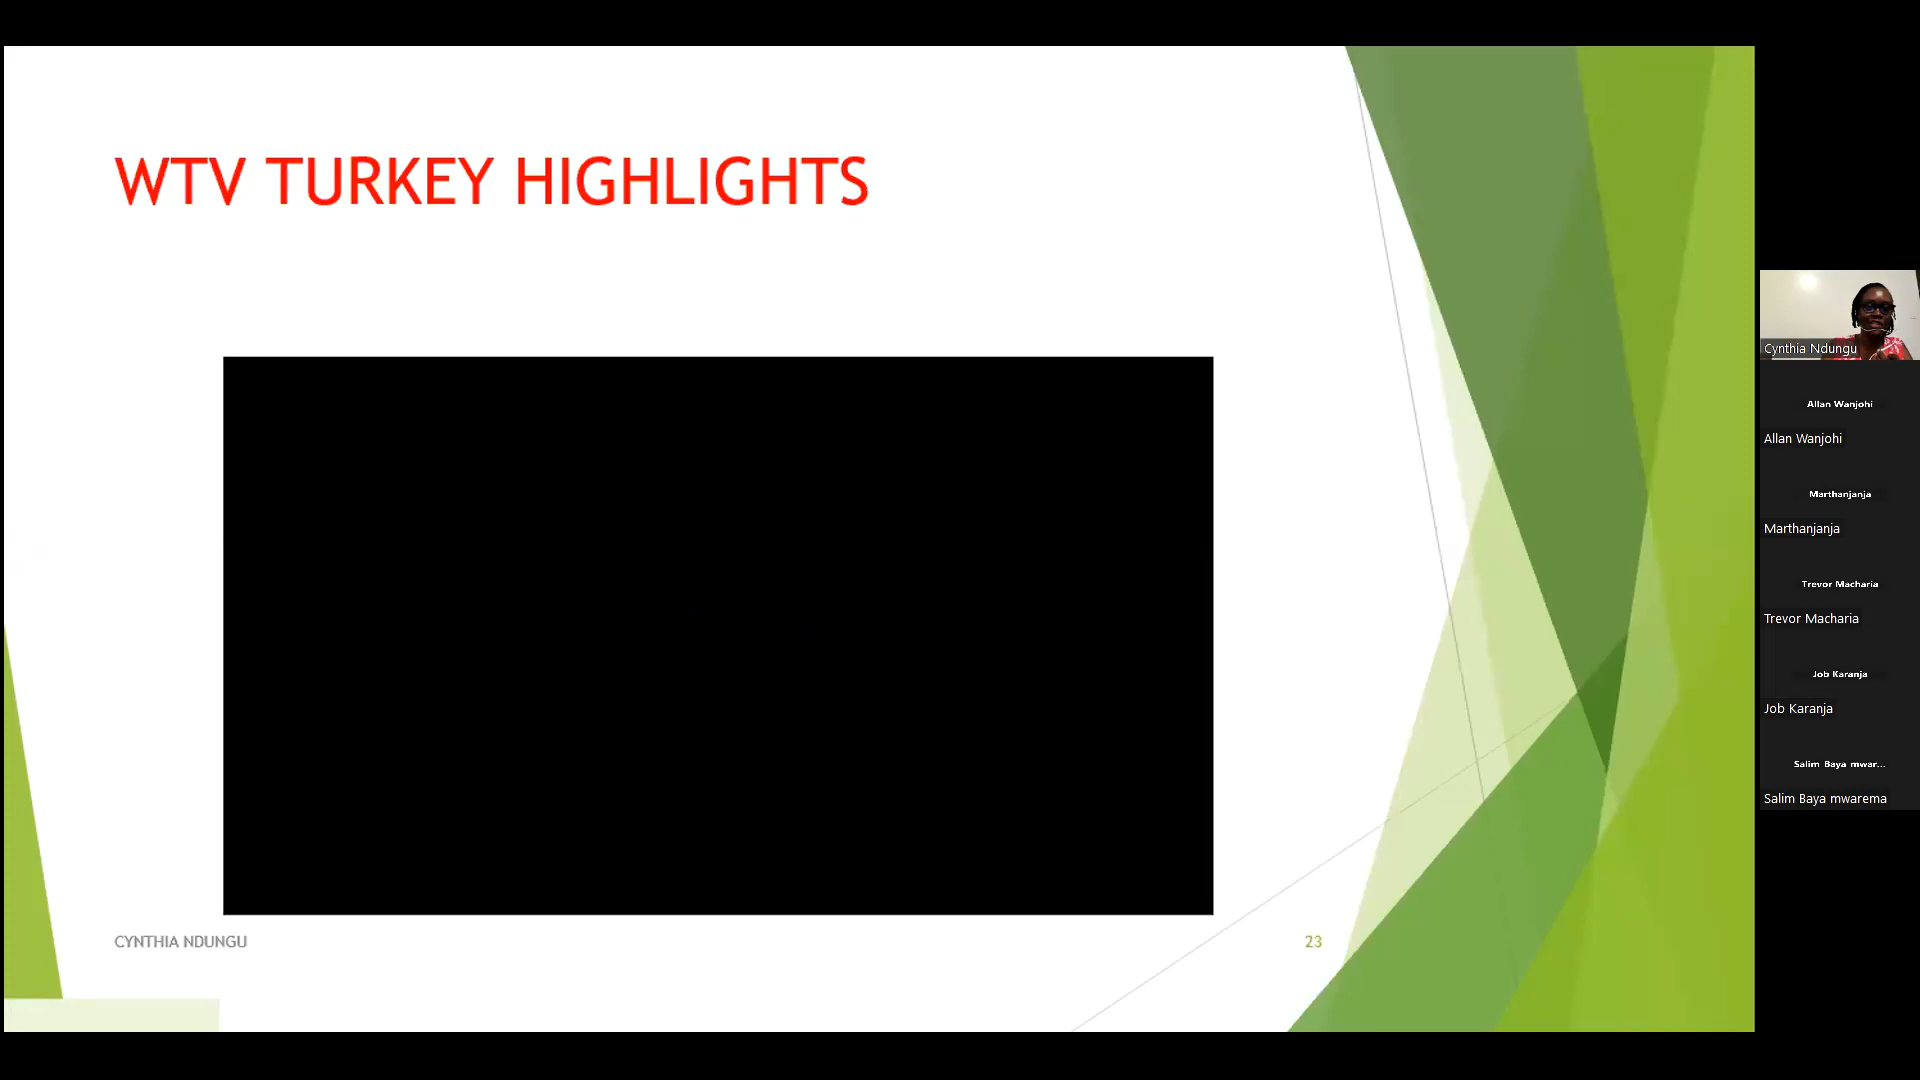 WTV TURKEY HIGHLIGHTS
CYNTHIA NDUNGU
23
Cynthia Ndungu
Allan Wanjohi
Allan Wanjohi
Marthanjanja
Marthanjanja
Trevor Macharia
Trevor Macharia
Job Karanja
Job Karanja
Salim Baya mwar...
Salim Baya mwarema